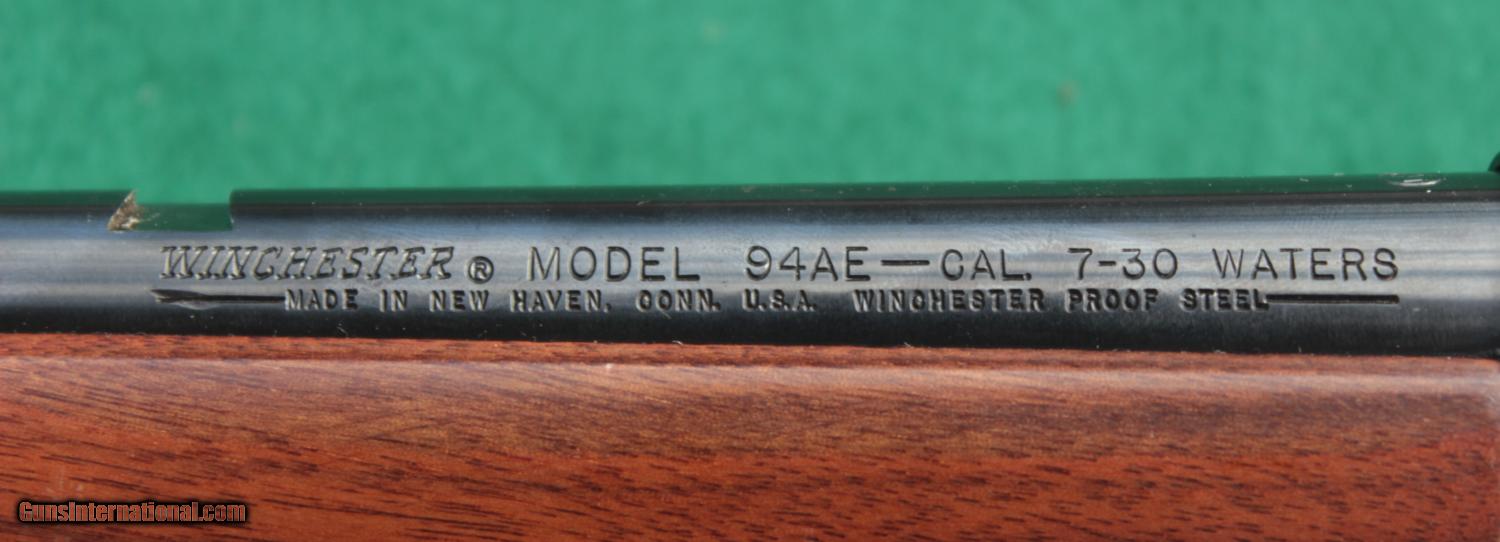 WINCHESTER® MODEL 94AE—CAL. 7-30 WATERS
MADE IN NEW HAVEN, CONN. U.S.A. WINCHESTER PROOF STEEL
GunsInternational.com